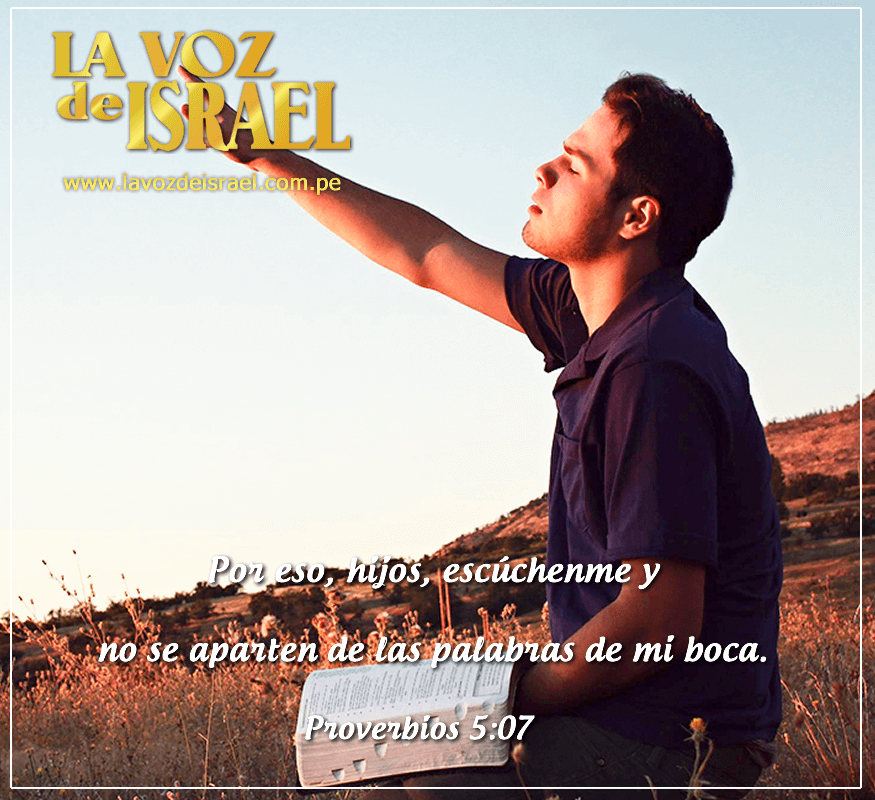 LA VOZ
de ISRAEL
www.lavozdeisrael.com.pe
Por eso, hijos, escúchenme y
no se aparten de las palabras de mi boca.
Proverbios 5:07